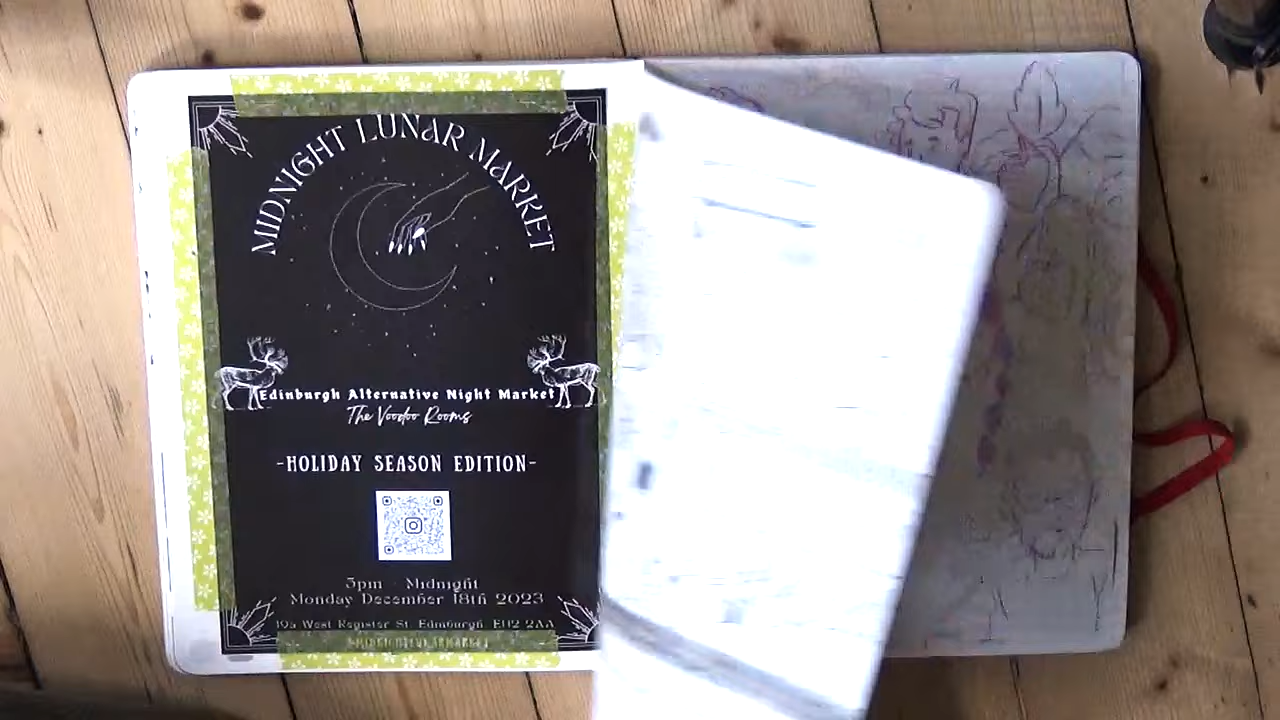 MIDNIGHT LUNAR MARKET
Edinburgh Alternative Night Market
The Voodoo Rooms
-HOLIDAY SEASON EDITION-
5pm - Midnight
Monday December 18th 2023
19a West Register St. Edinburgh. EH2 2AA
@MIDNIGHTLUNARMARKET